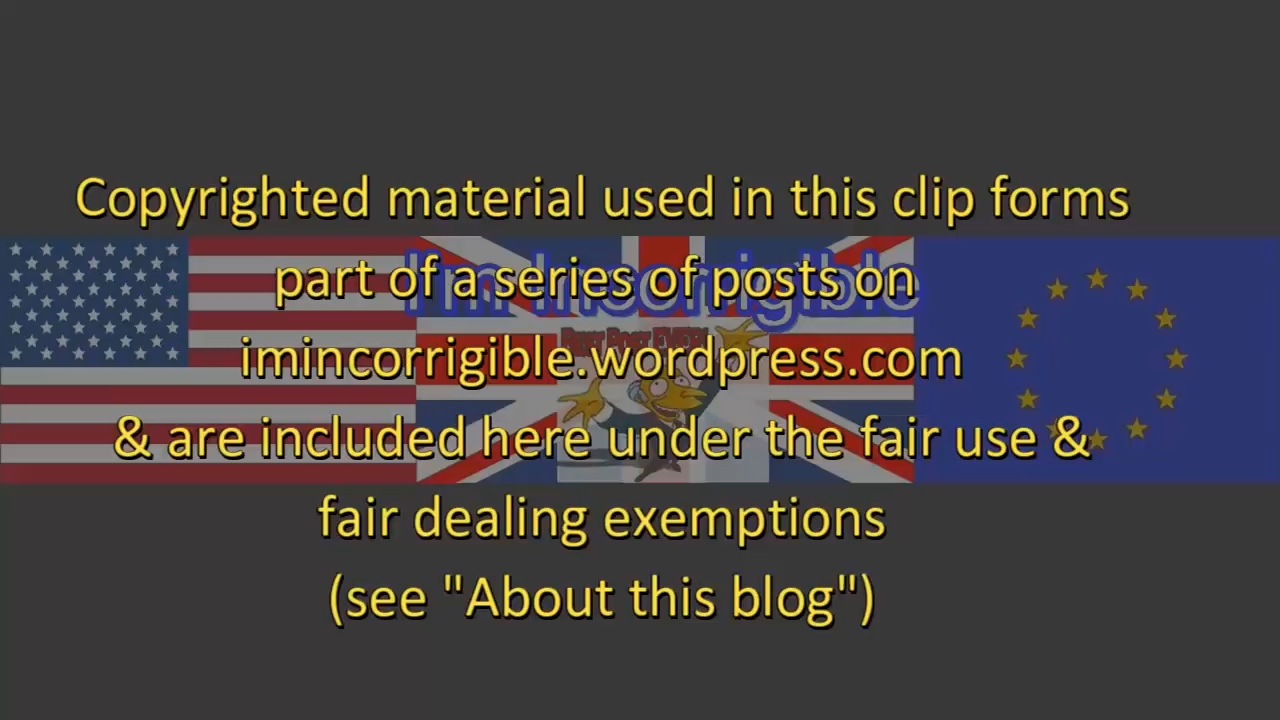 Copyrighted material used in this clip forms
part of a series of posts on
I'm Incorrigible
imincorrigible.wordpress.com
& are included here under the fair use &
fair dealing exemptions
(see "About this blog")